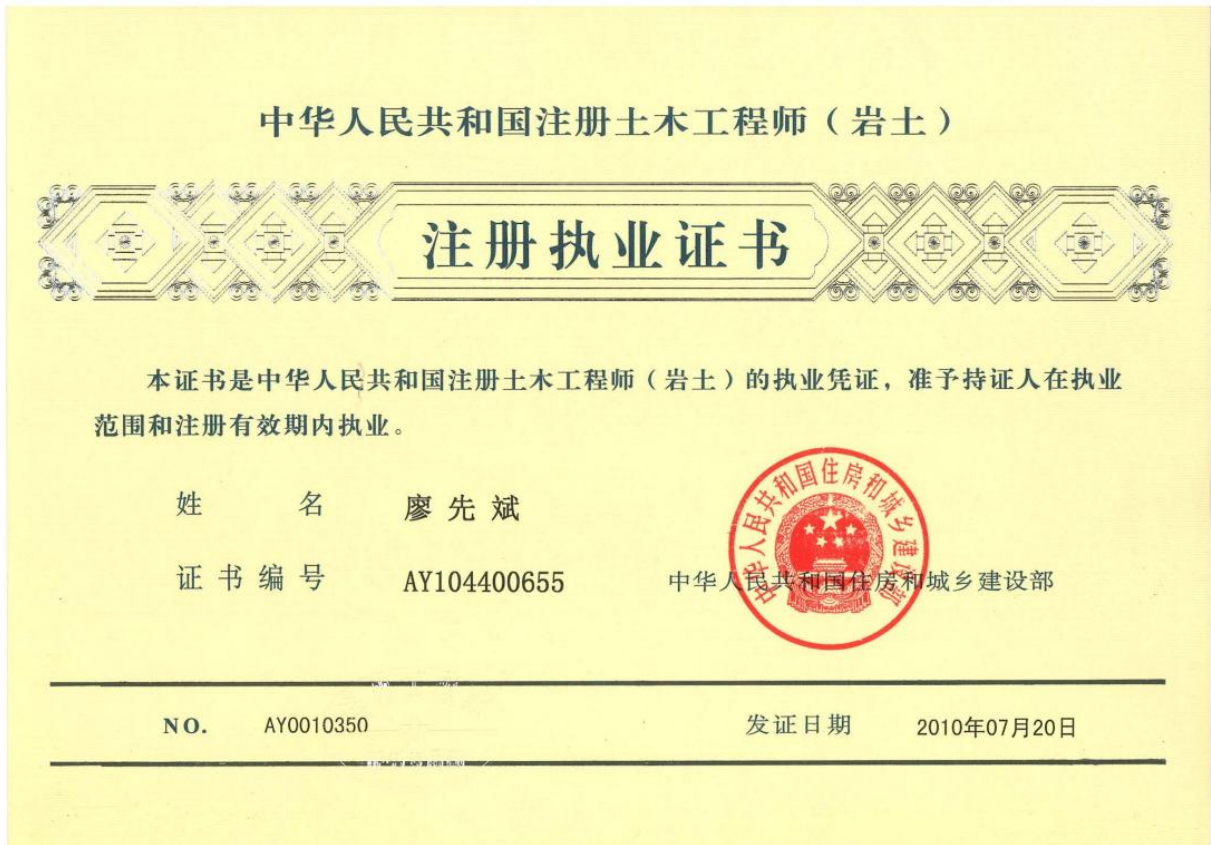 中华人民共和国注册土木工程师（岩土）
注册执业证书
本证书是中华人民共和国注册土木工程师（岩土）的执业凭证，准予持证人在执业
范围和注册有效期内执业。
姓 名 廖先斌
证书编号 AY104400655
中华人民共和国住房和城乡建设部
中华人民共和国住房和城乡建设部
NO. AY0010350
发证日期 2010年07月20日